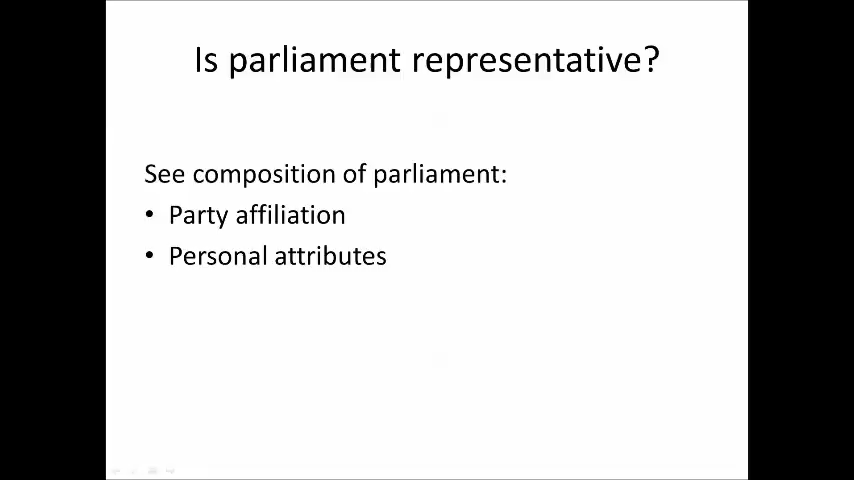 Is parliament representative?
See composition of parliament:
• Party affiliation
• Personal attributes